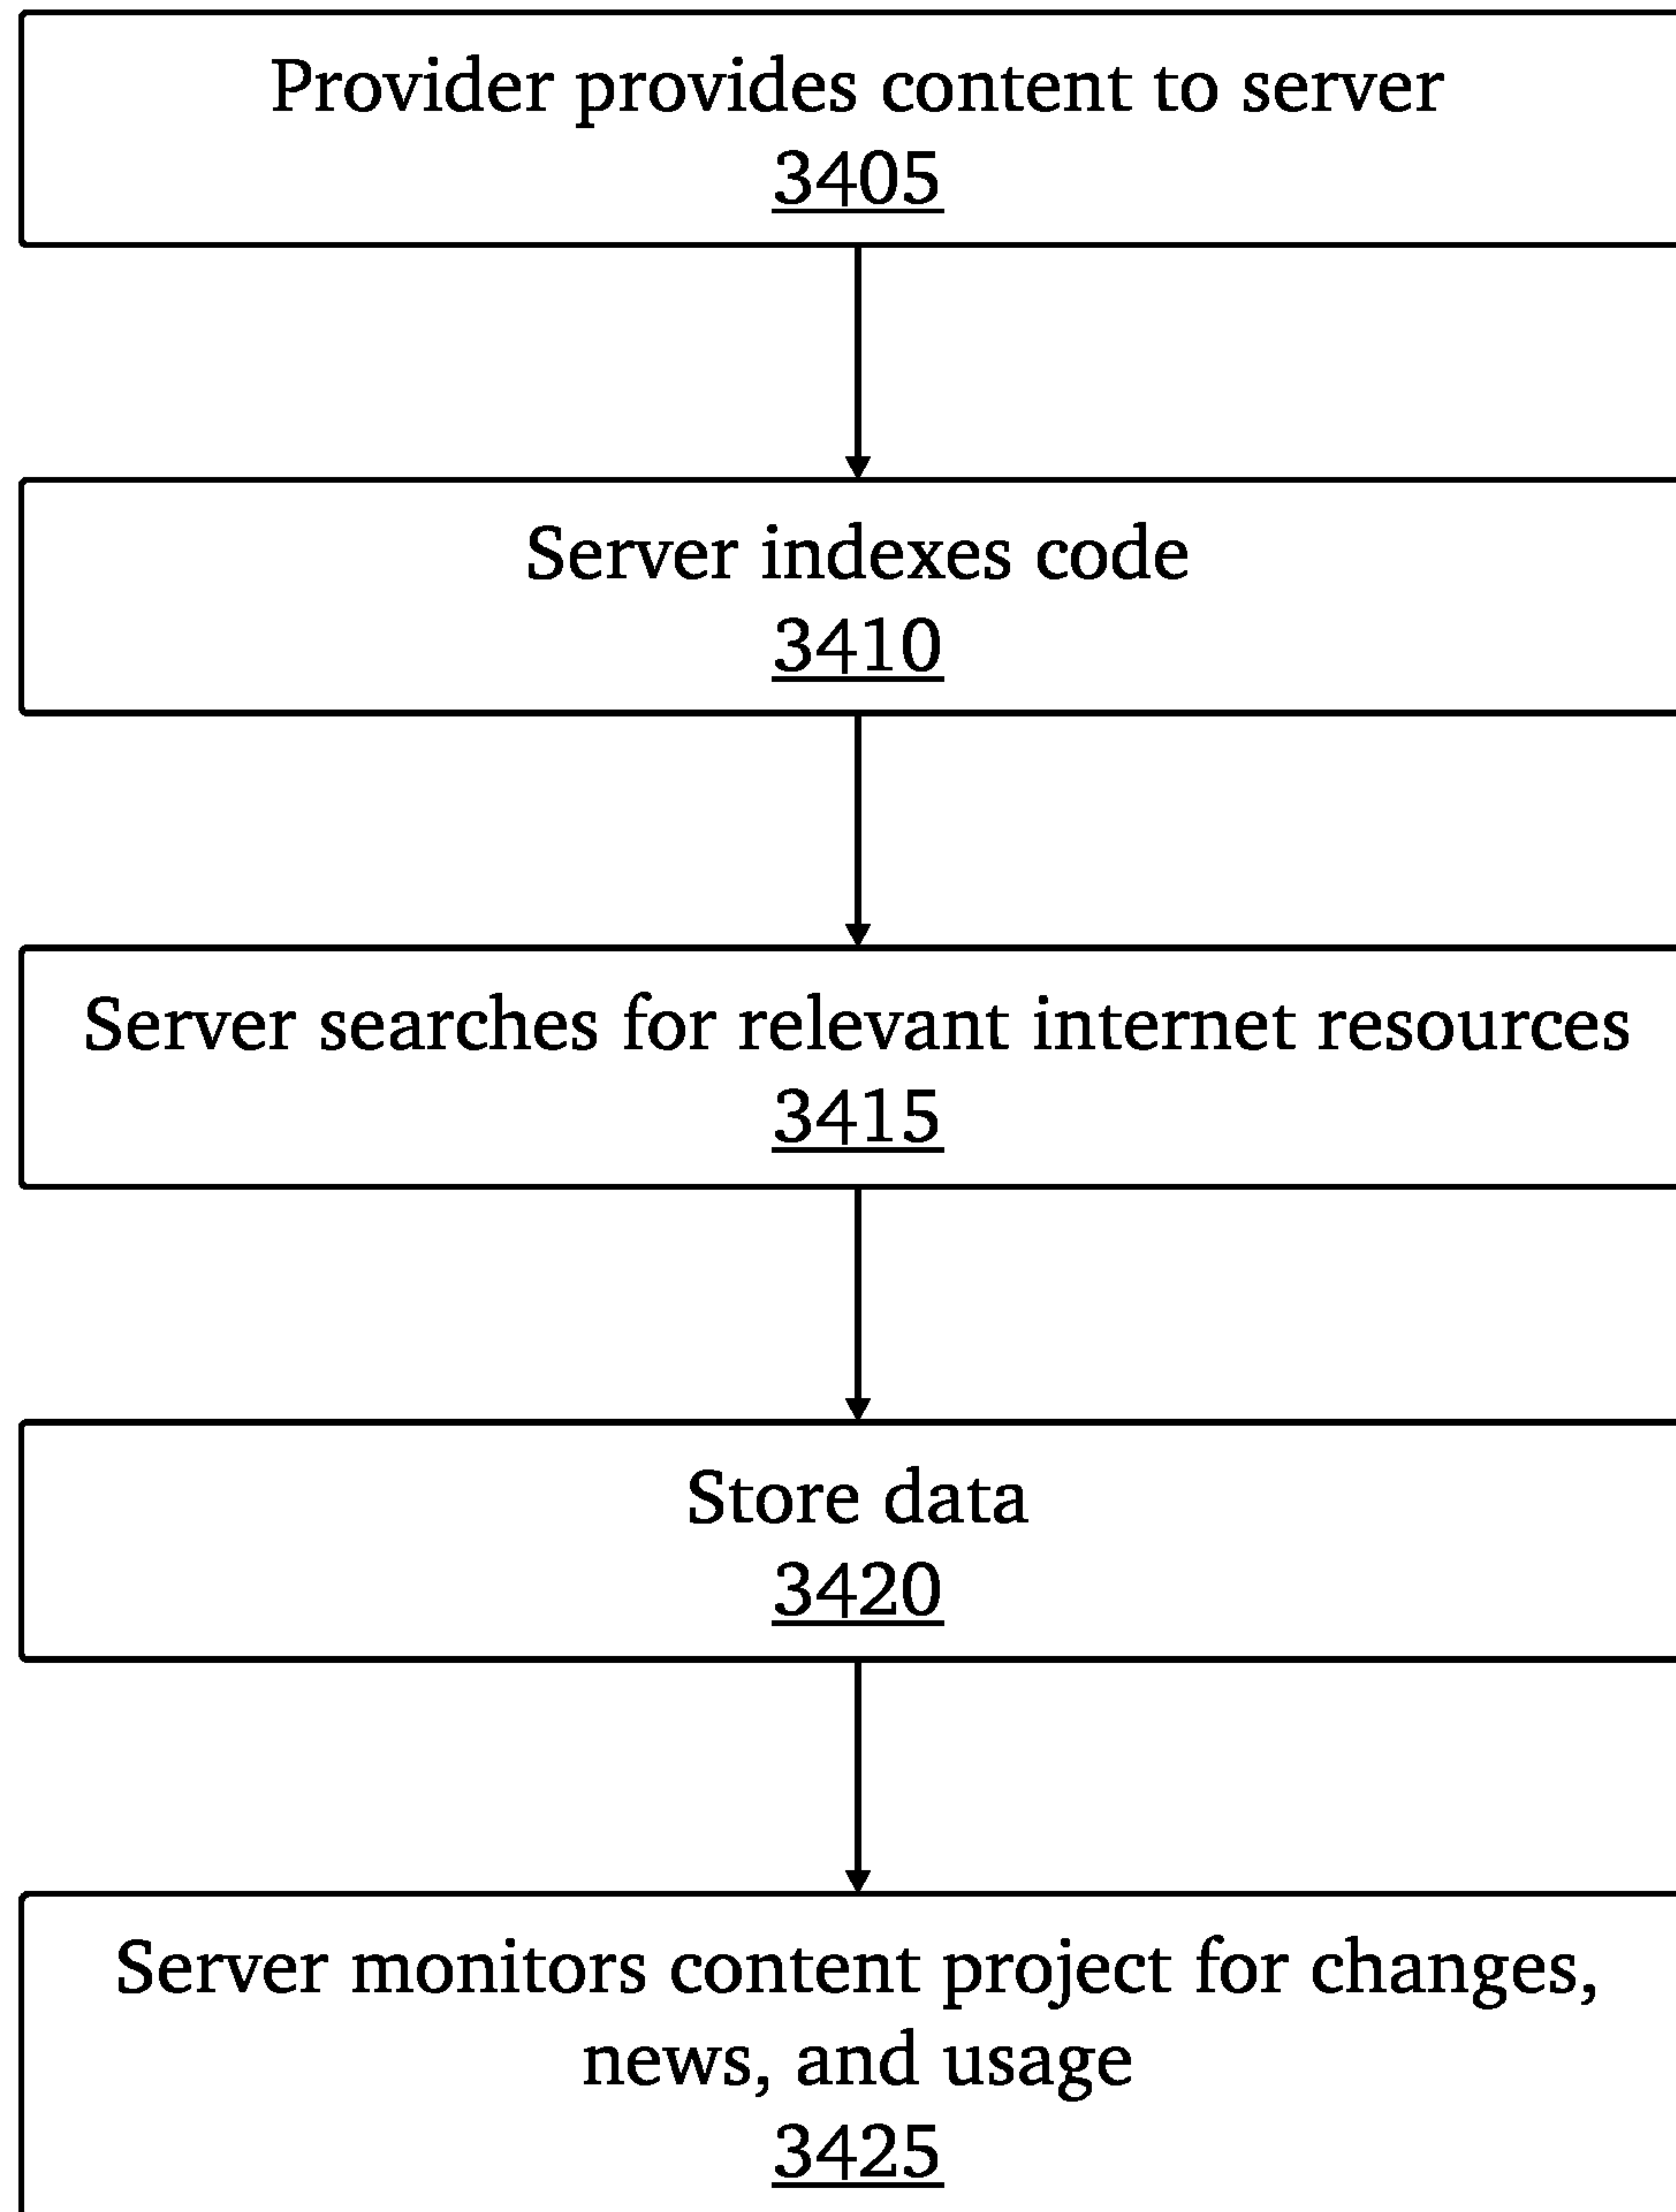 Provider provides content to server
3405
Server indexes code
3410
Server searches for relevant internet resources
3415
Store data
3420
Server monitors content project for changes,
news, and usage
3425